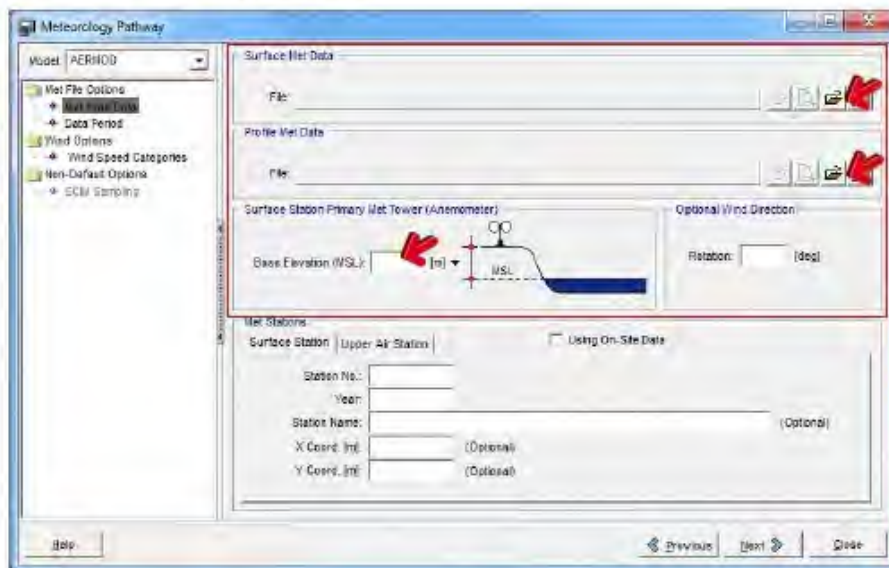 Meteorology Pathway
Model: AERMOD
Met File Options
Met Input Data
Data Period
Wind Options
Wind Speed Categories
Non-Default Options
SCIM Sampling
Surface Met Data
File:
Profile Met Data
File:
Surface Station Primary Met Tower (Anemometer)
Base Elevation (MSL): [m]
MSL
Optional Wind Direction
Rotation: [deg]
Met Stations
Surface Station Upper Air Station Using On-Site Data
Station No.:
Year:
Station Name: (Optional)
X Coord. [m]: (Optional)
Y Coord. [m]: (Optional)
Help Previous Next Close